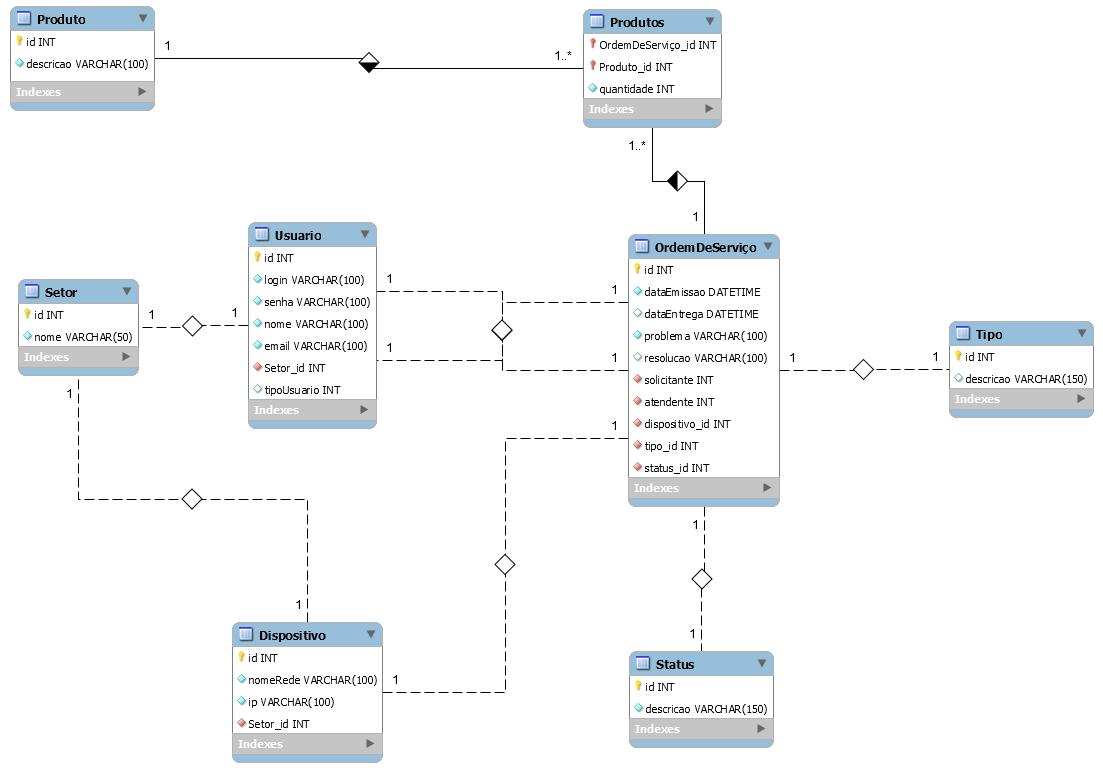 Produto
id INT
descricao VARCHAR(100)
Indexes
1
1..*
Produtos
OrdemDeServiço_id INT
Produto_id INT
quantidade INT
Indexes
1..*
1
Usuario
id INT
login VARCHAR(100)
senha VARCHAR(100)
nome VARCHAR(100)
email VARCHAR(100)
Setor_id INT
tipoUsuario INT
Indexes
1
1
1
1
1
OrdemDeServiço
id INT
dataEmissao DATETIME
dataEntrega DATETIME
problema VARCHAR(100)
resolucao VARCHAR(100)
solicitante INT
atendente INT
dispositivo_id INT
tipo_id INT
status_id INT
Indexes
Setor
id INT
nome VARCHAR(50)
Indexes
1
1
1
1
1
1
Tipo
id INT
descricao VARCHAR(150)
Indexes
Dispositivo
id INT
nomeRede VARCHAR(100)
ip VARCHAR(100)
Setor_id INT
Indexes
1
1
1
Status
id INT
descricao VARCHAR(150)
Indexes